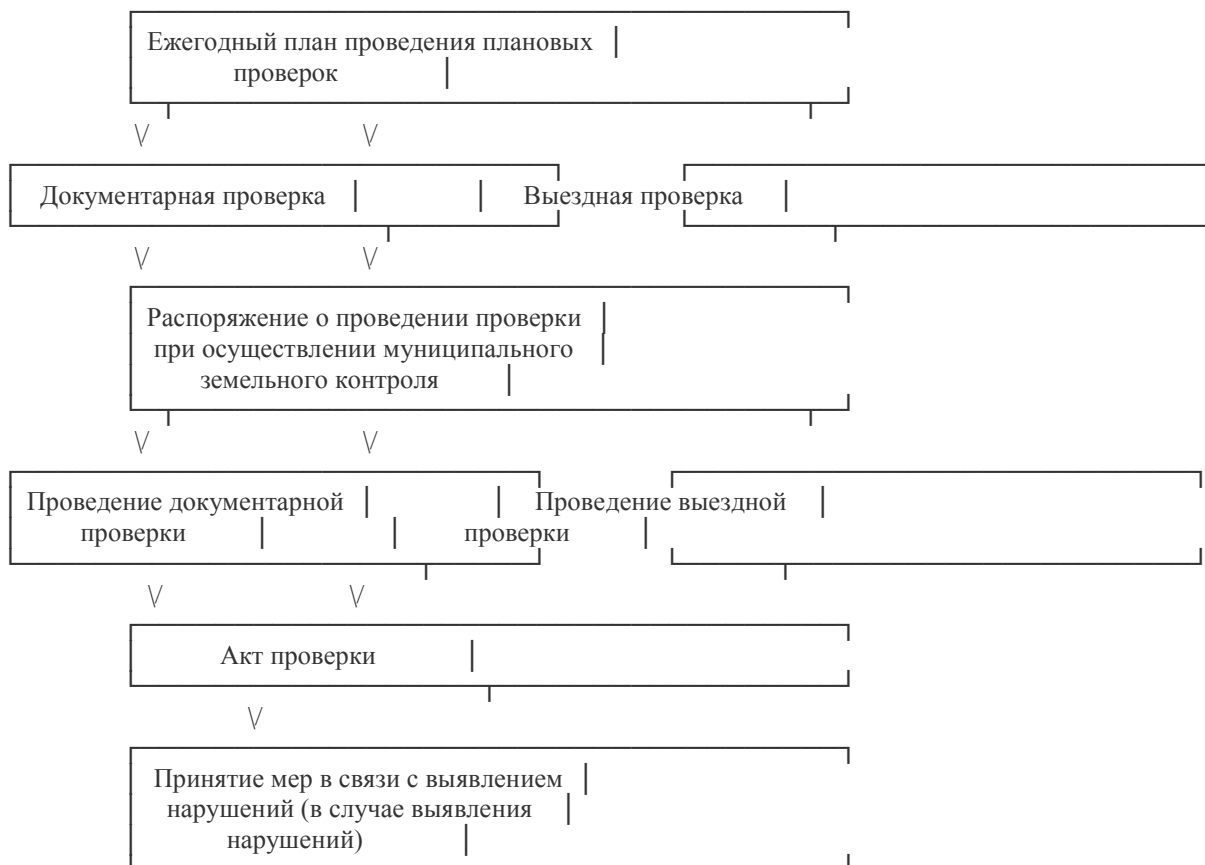 Ежегодный план проведения плановых
проверок
Документарная проверка Выездная проверка
Распоряжение о проведении проверки
при осуществлении муниципального
земельного контроля
Проведение документарной Проведение выездной
проверки проверки
Акт проверки
Принятие мер в связи с выявлением
нарушений (в случае выявления
нарушений)